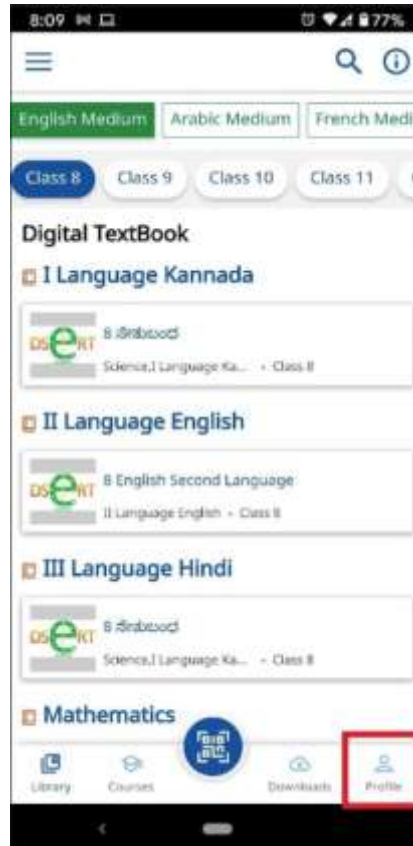 8:09
77%
English Medium
Arabic Medium
French Medi
Class 8
Class 9
Class 10
Class 11
Digital TextBook
I Language Kannada
DSERT
8 ಸೇತುಬಂಧ
Science,I Language Ka... • Class 8
II Language English
DSERT
8 English Second Language
II Language English • Class 8
III Language Hindi
DSERT
8 ಸೇತುಬಂಧ
Science,I Language Ka... • Class 8
Mathematics
Library
Courses
Downloads
Profile